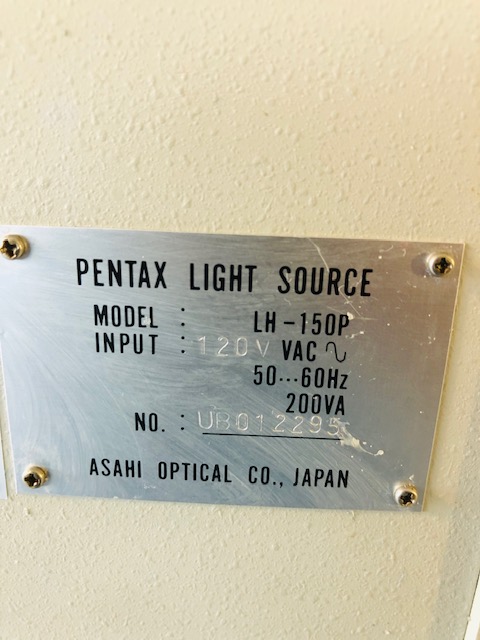 PENTAX LIGHT SOURCE
MODEL : LH-150P
INPUT : 120V VAC ∿
50···60Hz
200VA
NO. : UB012295
ASAHI OPTICAL CO., JAPAN